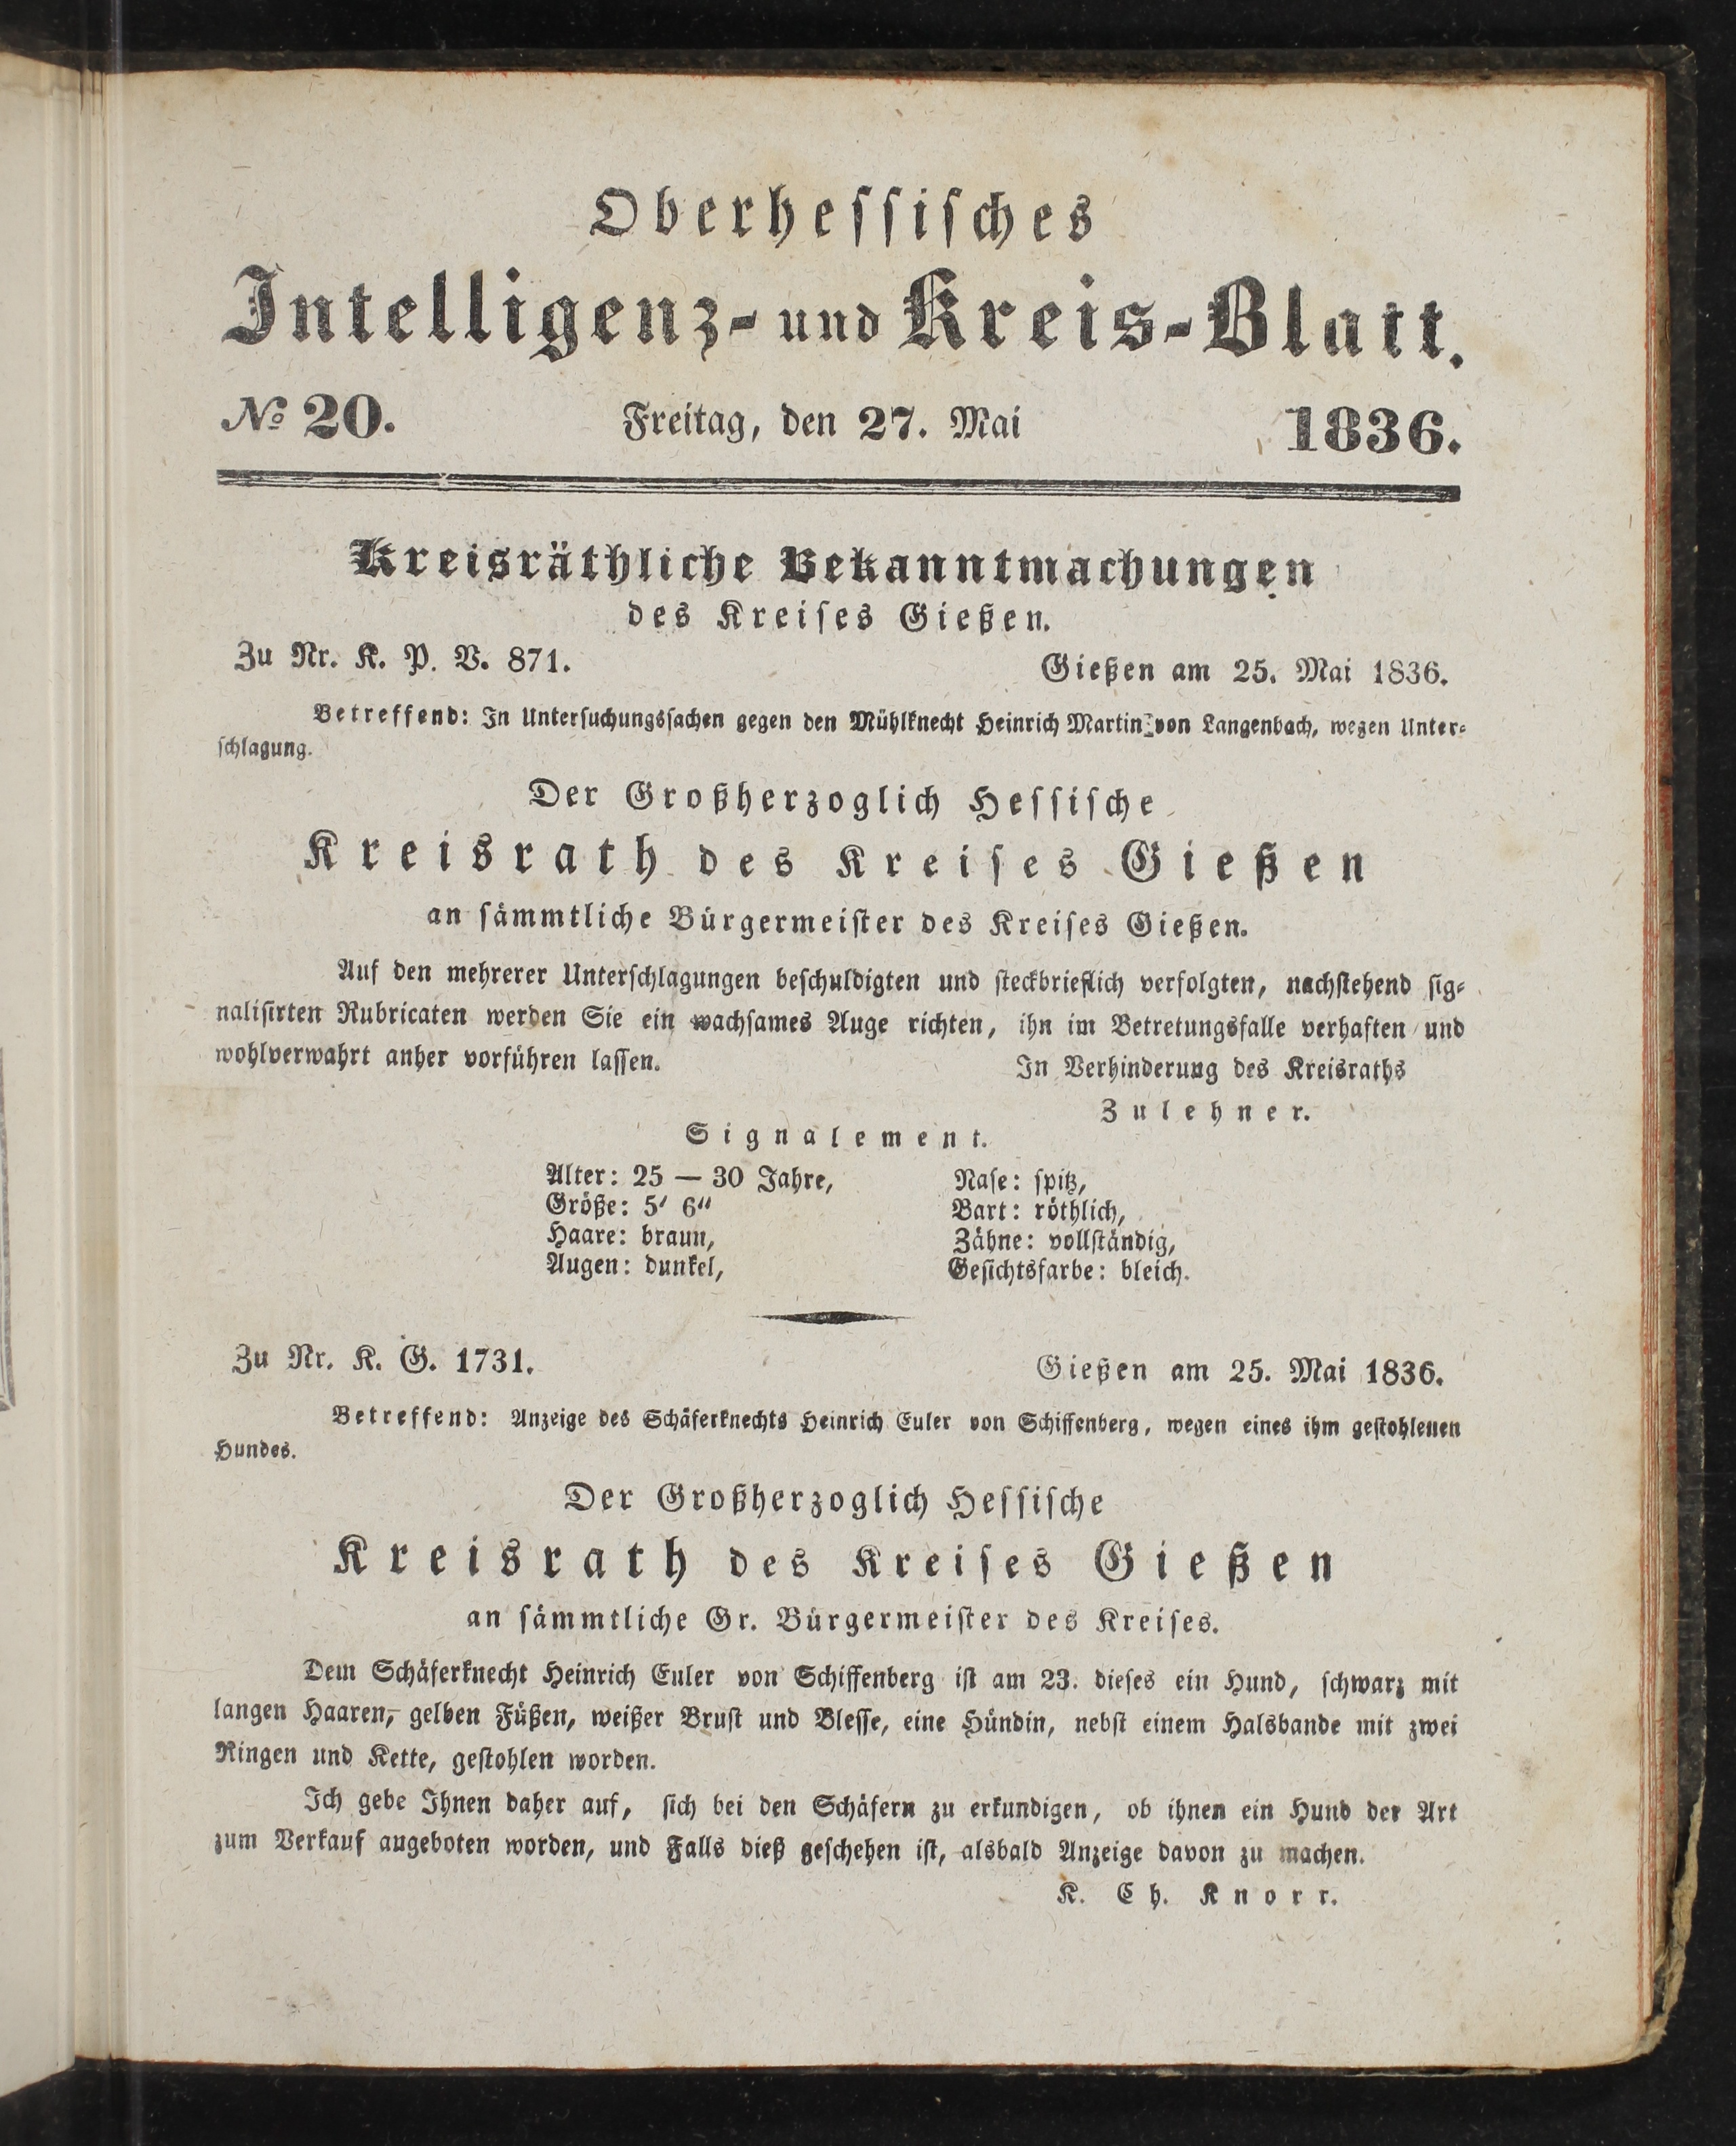 Oberhessisches
Intelligenz- und Kreis-Blatt.
№ 20. Freitag, den 27. Mai 1836.
Kreisräthliche Bekanntmachungen
des Kreises Gießen.
Zu Nr. K. P. V. 871. Gießen am 25. Mai 1836.
Betreffend: In Untersuchungssachen gegen den Mühlknecht Heinrich Martin von Langenbach, wegen Unter-
schlagung.
Der Großherzoglich Hessische
Kreisrath des Kreises Gießen
an sämmtliche Bürgermeister des Kreises Gießen.
Auf den mehrerer Unterschlagungen beschuldigten und steckbrieflich verfolgten, nachstehend sig-
nalisirten Rubricaten werden Sie ein wachsames Auge richten, ihn im Betretungsfalle verhaften und
wohlverwahrt anher vorführen lassen. In Verhinderung des Kreisraths
Zulehner.
Signalement.
Alter: 25 — 30 Jahre, Nase: spitz,
Größe: 5' 6" Bart: röthlich,
Haare: braun, Zähne: vollständig,
Augen: dunkel, Gesichtsfarbe: bleich.
Zu Nr. K. G. 1731. Gießen am 25. Mai 1836.
Betreffend: Anzeige des Schäferknechts Heinrich Euler von Schiffenberg, wegen eines ihm gestohlenen
Hundes.
Der Großherzoglich Hessische
Kreisrath des Kreises Gießen
an sämmtliche Gr. Bürgermeister des Kreises.
Dem Schäferknecht Heinrich Euler von Schiffenberg ist am 23. dieses ein Hund, schwarz mit
langen Haaren, gelben Füßen, weißer Brust und Blesse, eine Hündin, nebst einem Halsbande mit zwei
Ringen und Kette, gestohlen worden.
Ich gebe Ihnen daher auf, sich bei den Schäfern zu erkundigen, ob ihnen ein Hund der Art
zum Verkauf angeboten worden, und Falls dieß geschehen ist, alsbald Anzeige davon zu machen.
K. Ch. Knorr.